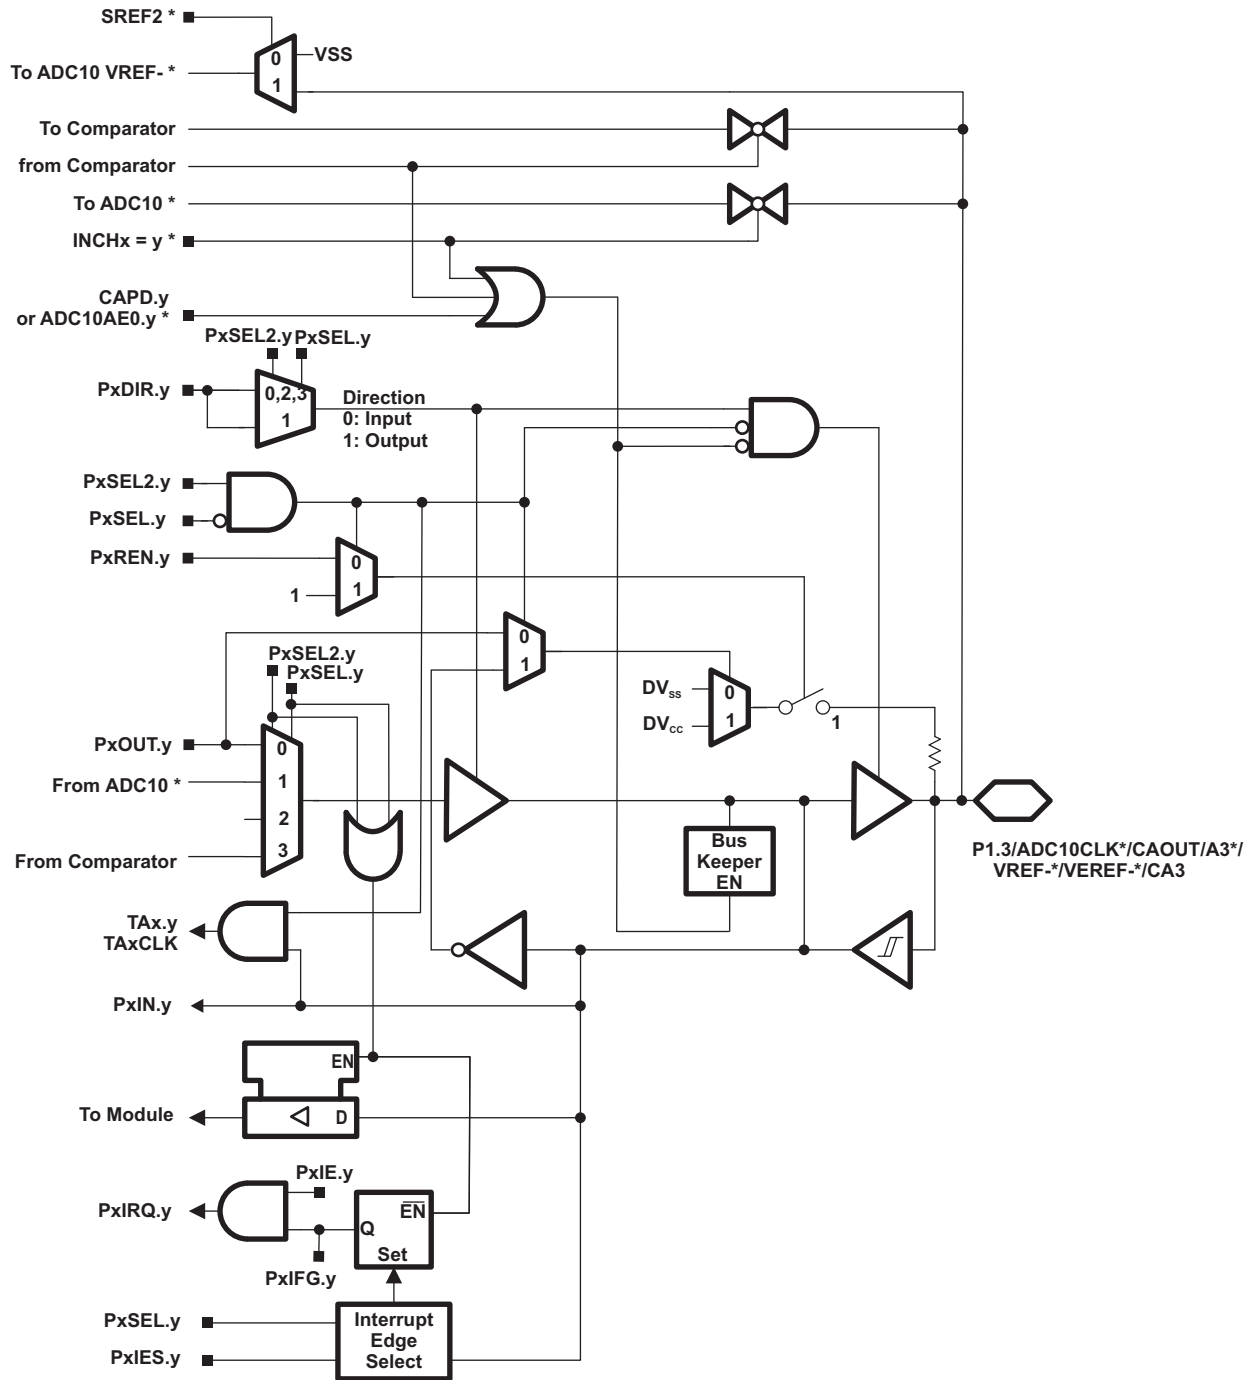 SREF2 *
0
VSS
To ADC10 VREF- *
1
To Comparator
from Comparator
To ADC10 *
INCHx = y *
CAPD.y
or ADC10AE0.y *
PxSEL2.y PxSEL.y
PxDIR.y
0,2,3
1
Direction
0: Input
1: Output
PxSEL2.y
PxSEL.y
PxREN.y
0
1
1
0
1
PxSEL2.y
PxSEL.y
DVSS
0
DVCC
1
1
PxOUT.y
0
From ADC10 *
1
2
From Comparator
3
Bus
Keeper
EN
P1.3/ADC10CLK*/CAOUT/A3*/
VREF-*/VEREF-*/CA3
TAx.y
TAxCLK
PxIN.y
EN
To Module
D
PxIE.y
PxIRQ.y
EN
Q
Set
PxIFG.y
PxSEL.y
PxIES.y
Interrupt
Edge
Select